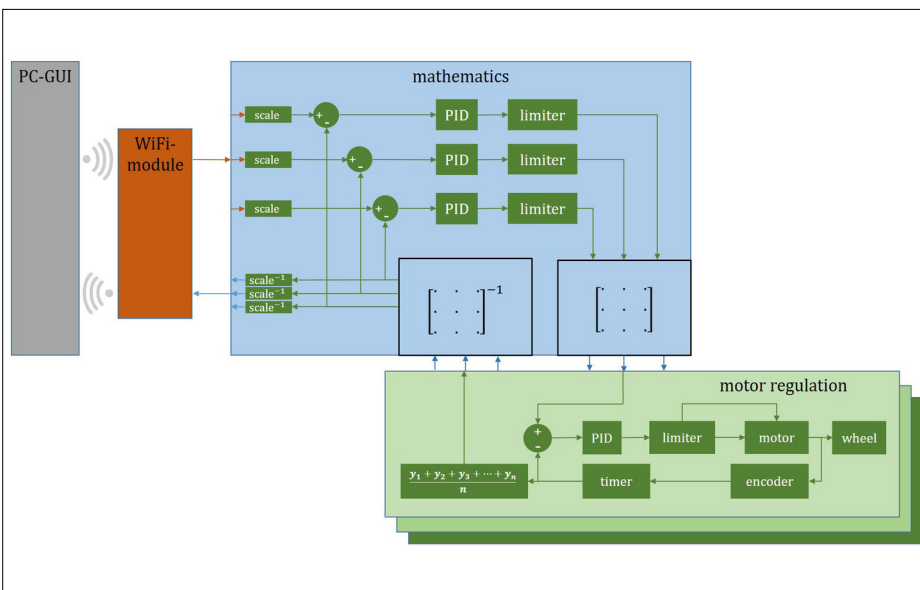 PC-GUI
WiFi-
module
mathematics
scale
+
-
PID
limiter
scale
+
-
PID
limiter
scale
+
-
PID
limiter
scale⁻¹
scale⁻¹
scale⁻¹
[. . .
. . .
. . .]⁻¹
[. . .
. . .
. . .]
motor regulation
+
-
PID
limiter
motor
wheel
y₁ + y₂ + y₃ + ⋯ + yₙ
n
timer
encoder